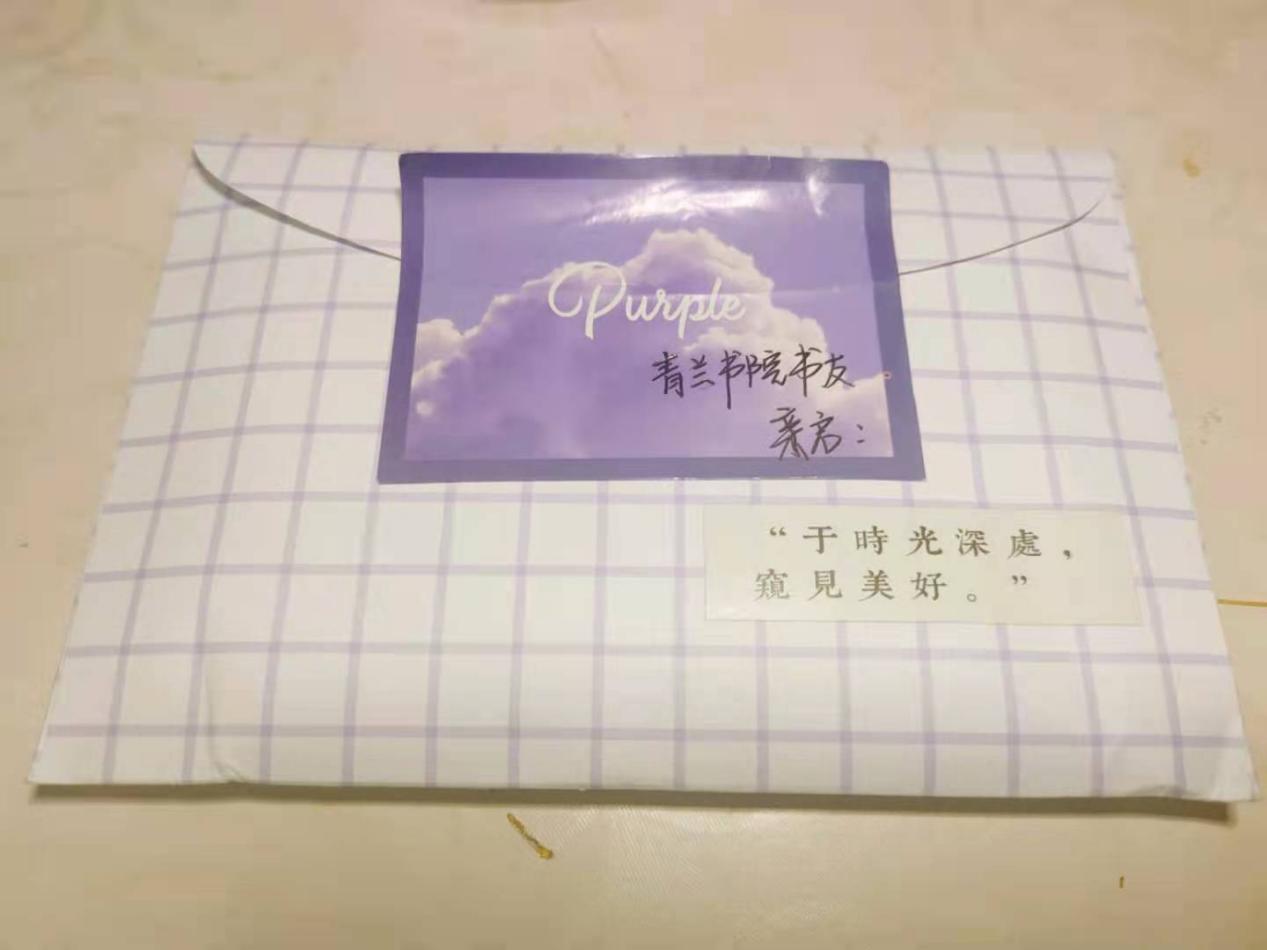 Purple
青兰书院书友
亲启：
“于時光深處，
窺見美好。”